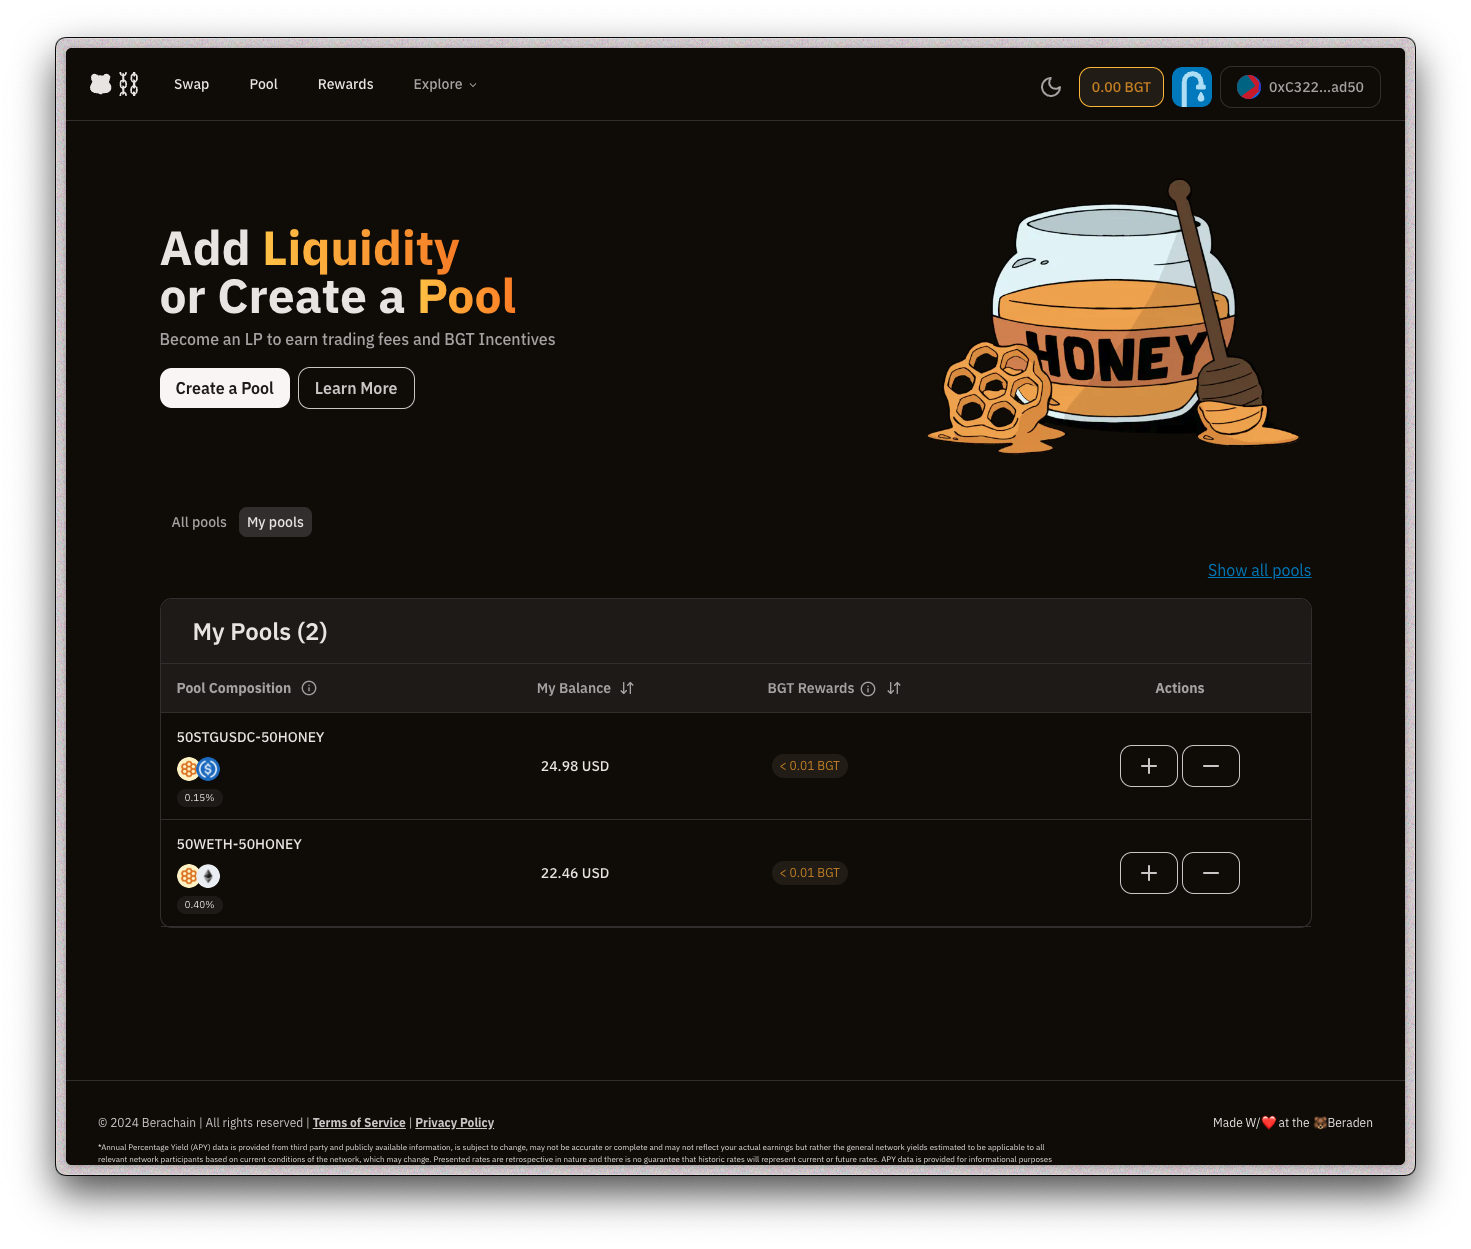 Swap Pool Rewards Explore 0.00 BGT 0xC322...ad50
Add Liquidity
or Create a Pool
Become an LP to earn trading fees and BGT Incentives
Create a Pool Learn More
HONEY
All pools My pools
Show all pools
My Pools (2)
Pool Composition My Balance BGT Rewards Actions
50STGUSDC-50HONEY
24.98 USD < 0.01 BGT
0.15%
50WETH-50HONEY
22.46 USD < 0.01 BGT
0.40%
© 2024 Berachain | All rights reserved | Terms of Service | Privacy Policy Made W/❤️ at the 🐻Beraden
*Annual Percentage Yield (APY) data is provided from third party and publicly available information, is subject to change, may not be accurate or complete and may not reflect your actual earnings but rather the general network yields estimated to be applicable to all
relevant network participants based on current conditions of the network, which may change. Presented rates are retrospective in nature and there is no guarantee that historic rates will represent current or future rates. APY data is provided for informational purposes